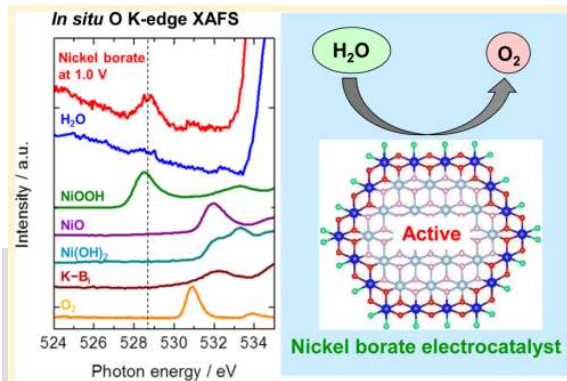 In situ O K-edge XAFS
Nickel borate
at 1.0 V
H₂O
NiOOH
NiO
Ni(OH)₂
K−Bᵢ
O₂
Intensity / a.u.
524 526 528 530 532 534
Photon energy / eV
H₂O
O₂
Active
Nickel borate electrocatalyst